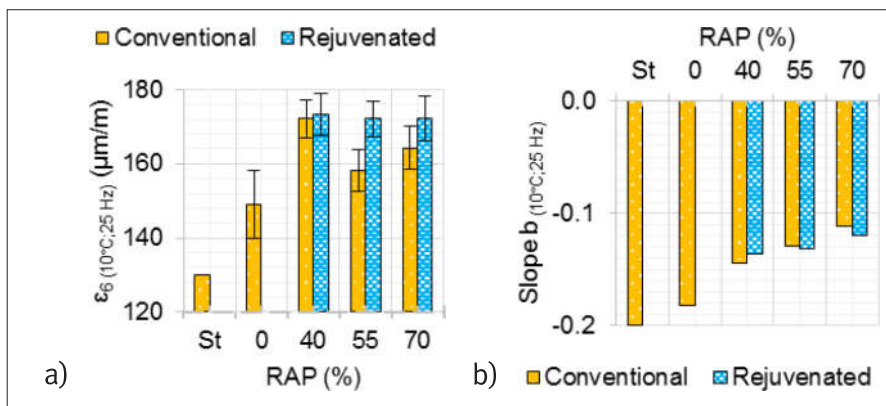 Conventional Rejuvenated
ε6 (10°C;25 Hz) (µm/m)
180
160
140
120
St 0 40 55 70
RAP (%)
a)
RAP (%)
St 0 40 55 70
Slope b (10°C;25 Hz)
0.0
-0.1
-0.2
b)
Conventional Rejuvenated